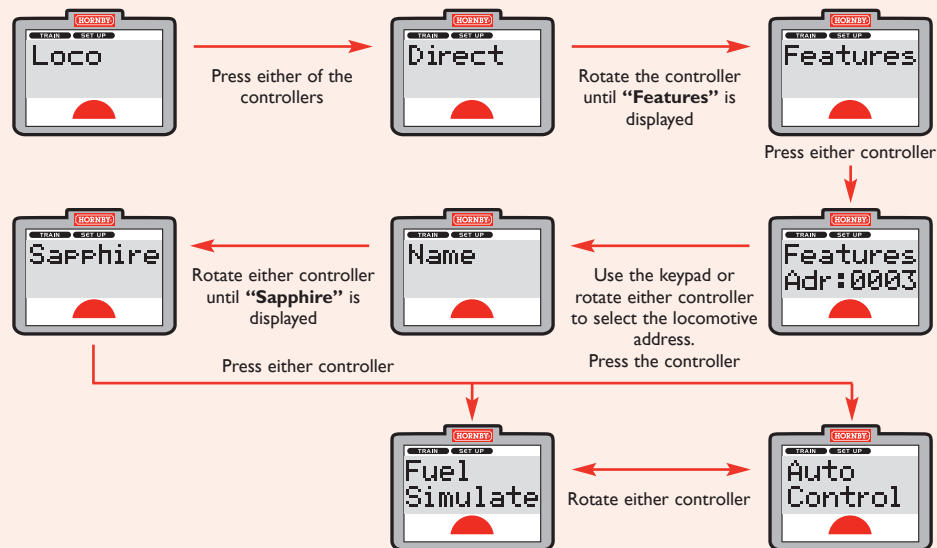 HORNBY
TRAIN SET UP
Loco
Press either of the
controllers
HORNBY
TRAIN SET UP
Direct
Rotate the controller
until “Features” is
displayed
HORNBY
TRAIN SET UP
Features
Press either controller
HORNBY
TRAIN SET UP
Features
Adr:0003
Use the keypad or
rotate either controller
to select the locomotive
address.
Press the controller
HORNBY
TRAIN SET UP
Name
Rotate either controller
until “Sapphire” is
displayed
HORNBY
TRAIN SET UP
Sapphire
Press either controller
HORNBY
TRAIN SET UP
Fuel
Simulate
Rotate either controller
HORNBY
TRAIN SET UP
Auto
Control